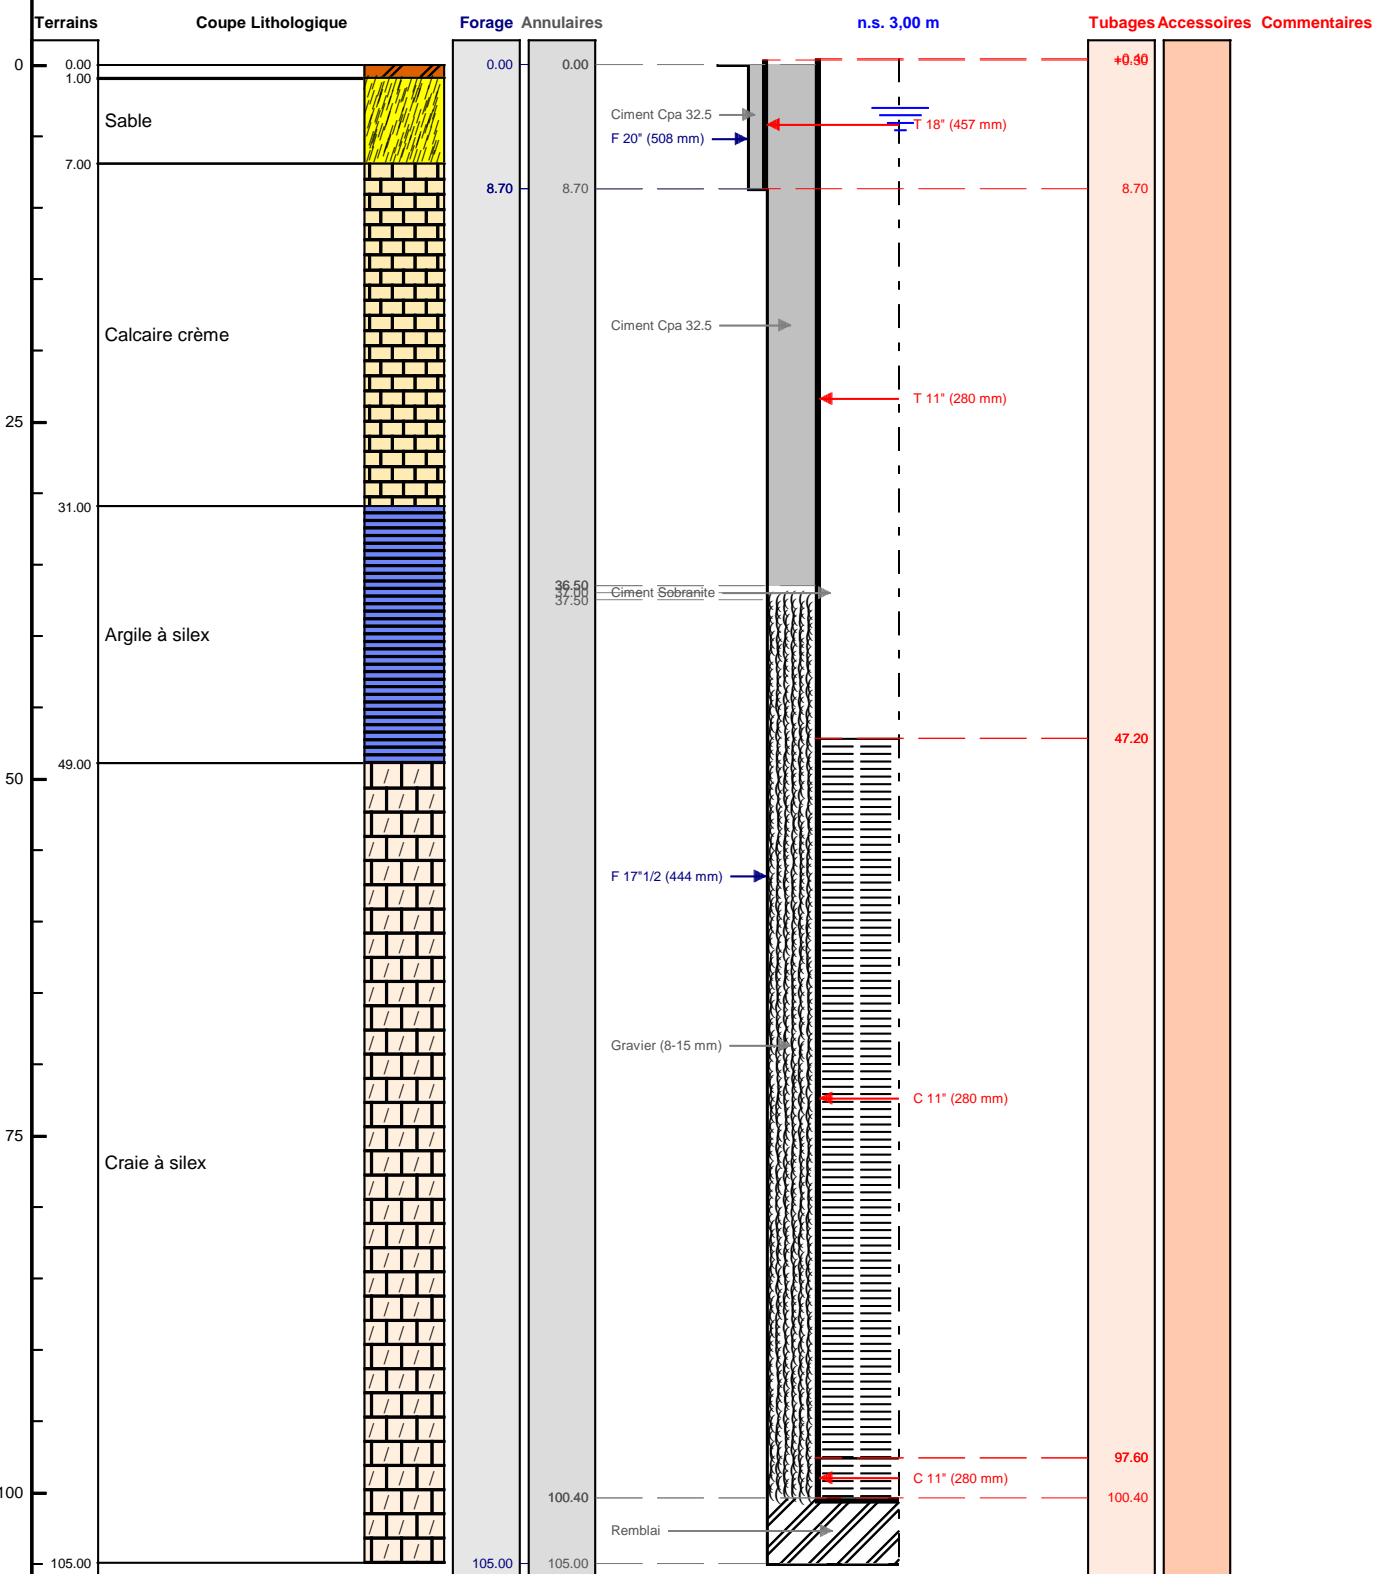 Terrains Coupe Lithologique Forage Annulaires n.s. 3,00 m Tubages Accessoires Commentaires
0 0.00 0.00 0.00 +0.40
1.00
Ciment Cpa 32.5
Sable T 18" (457 mm)
F 20" (508 mm)
7.00
8.70 8.70 8.70
Ciment Cpa 32.5
Calcaire crème
T 11" (280 mm)
25
31.00
36.50
37.00 Ciment Sobranite
37.50
Argile à silex
47.20
49.00
50
F 17"1/2 (444 mm)
Gravier (8-15 mm)
C 11" (280 mm)
75
Craie à silex
97.60
C 11" (280 mm)
100 100.40 100.40
Remblai
105.00 105.00 105.00